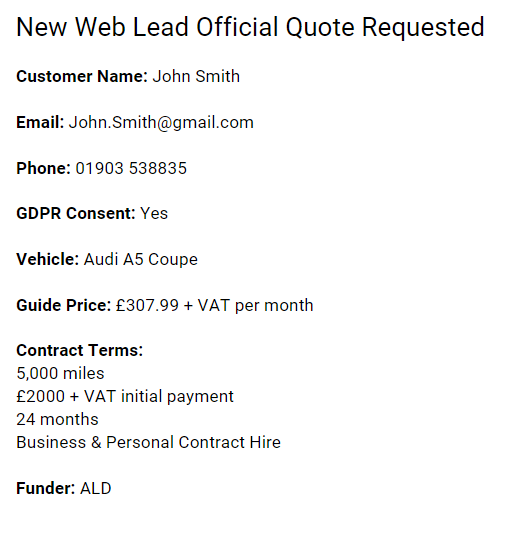 New Web Lead Official Quote Requested
Customer Name: John Smith
Email: John.Smith@gmail.com
Phone: 01903 538835
GDPR Consent: Yes
Vehicle: Audi A5 Coupe
Guide Price: £307.99 + VAT per month
Contract Terms:
5,000 miles
£2000 + VAT initial payment
24 months
Business & Personal Contract Hire
Funder: ALD